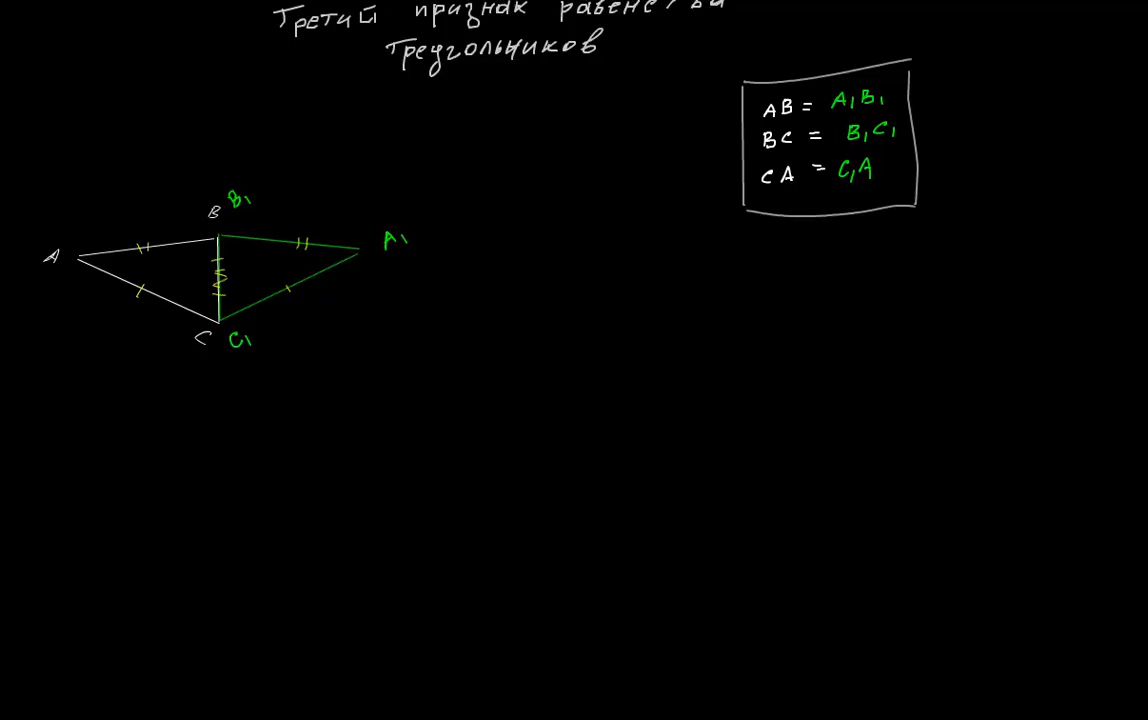 Третий признак равенства
треугольников
AB = A₁B₁
BC = B₁C₁
CA = C₁A
B B₁
A
A₁
C C₁